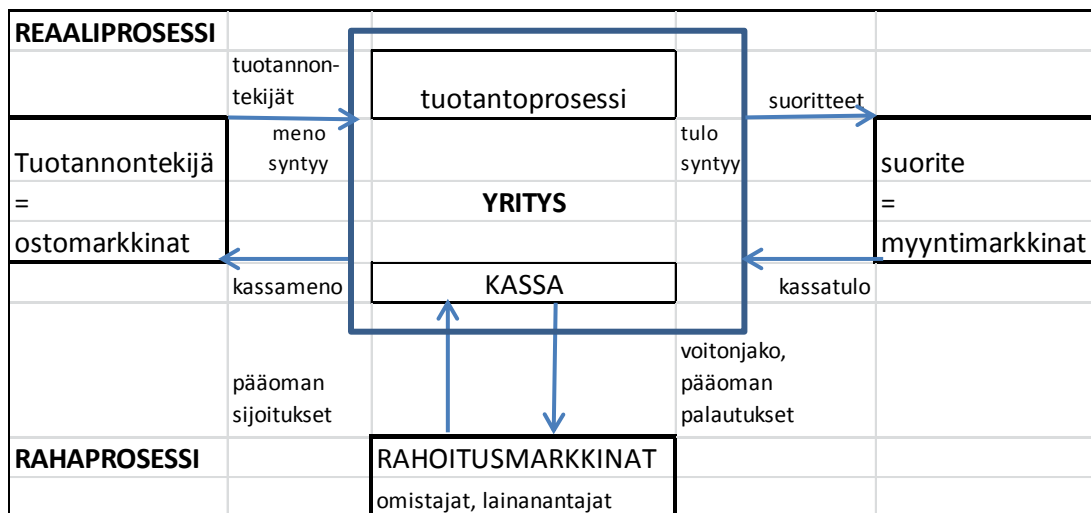 REAALIPROSESSI
tuotannon-
tekijät
tuotantoprosessi
suoritteet
meno
syntyy
tulo
syntyy
Tuotannontekijä
=
ostomarkkinat
YRITYS
suorite
=
myyntimarkkinat
kassameno
KASSA
kassatulo
pääoman
sijoitukset
voitonjako,
pääoman
palautukset
RAHAPROSESSI
RAHOITUSMARKKINAT
omistajat, lainanantajat